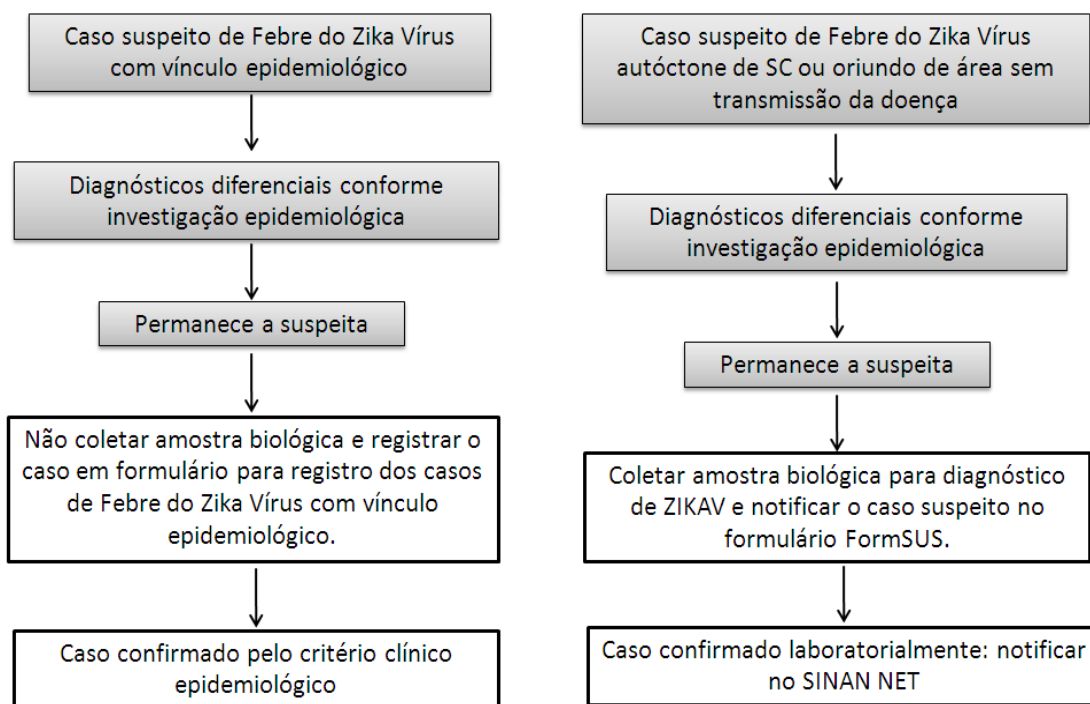 Caso suspeito de Febre do Zika Vírus
com vínculo epidemiológico
Diagnósticos diferenciais conforme
investigação epidemiológica
Permanece a suspeita
Não coletar amostra biológica e registrar o
caso em formulário para registro dos casos
de Febre do Zika Vírus com vínculo
epidemiológico.
Caso confirmado pelo critério clínico
epidemiológico
Caso suspeito de Febre do Zika Vírus
autóctone de SC ou oriundo de área sem
transmissão da doença
Diagnósticos diferenciais conforme
investigação epidemiológica
Permanece a suspeita
Coletar amostra biológica para diagnóstico
de ZIKAV e notificar o caso suspeito no
formulário FormSUS.
Caso confirmado laboratorialmente: notificar
no SINAN NET